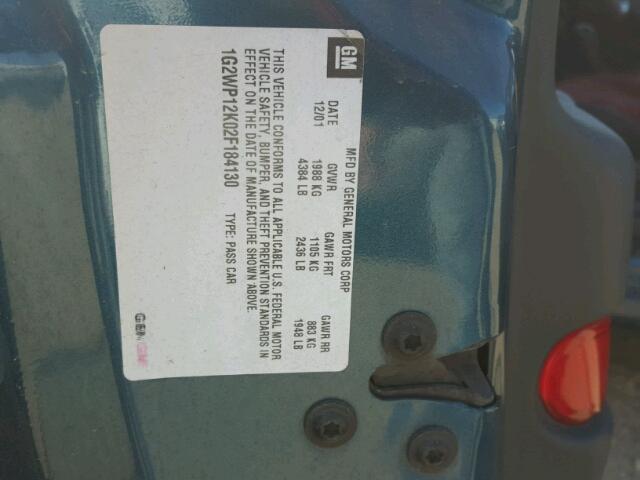 GM
MFD BY GENERAL MOTORS CORP
DATE GVWR GAWR FRT GAWR RR
12/01 1988 KG 1105 KG 883 KG
4384 LB 2436 LB 1948 LB
THIS VEHICLE CONFORMS TO ALL APPLICABLE U.S. FEDERAL MOTOR
VEHICLE SAFETY, BUMPER, AND THEFT PREVENTION STANDARDS IN
EFFECT ON THE DATE OF MANUFACTURE SHOWN ABOVE.
1G2WP12K02F184130 TYPE: PASS CAR